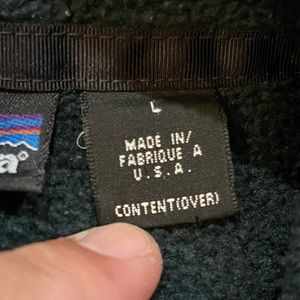 a®
L
MADE IN/
FABRIQUE A
U.S.A.
CONTENT(OVER)